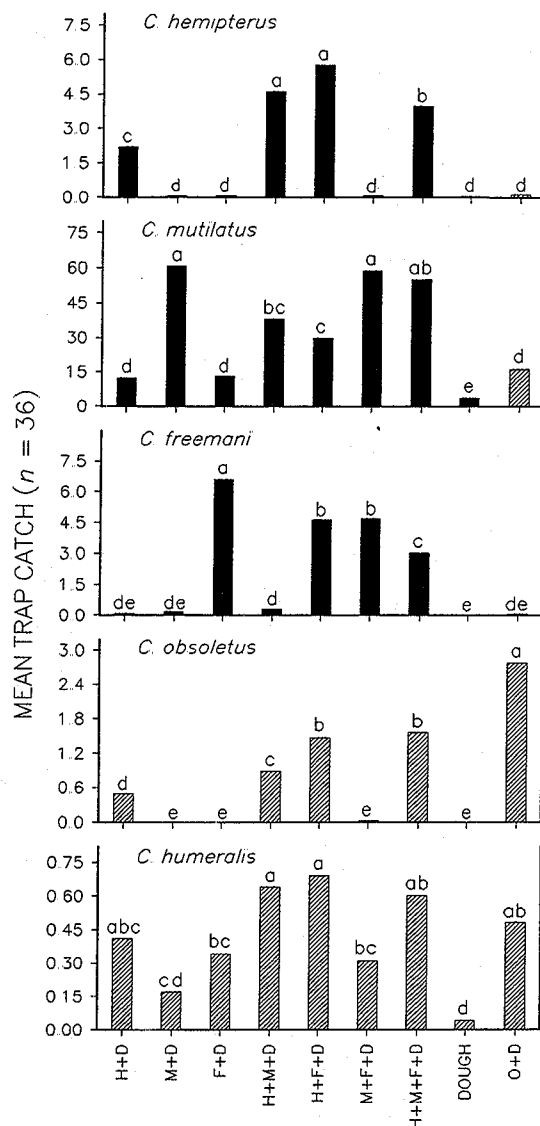 MEAN TRAP CATCH (n = 36)
C. hemipterus
7.5
6.0
4.5
3.0
1.5
0.0
c d d a a d b d d
C. mutilatus
75
60
45
30
15
0
d a d bc c a ab e d
C. freemani
7.5
6.0
4.5
3.0
1.5
0.0
de de a d b b c e de
C. obsoletus
3.0
2.4
1.8
1.2
0.6
0.0
d e e c b e b e a
C. humeralis
0.75
0.60
0.45
0.30
0.15
0.00
abc cd bc a a bc ab d ab
H+D
M+D
F+D
H+M+D
H+F+D
M+F+D
H+M+F+D
DOUGH
O+D